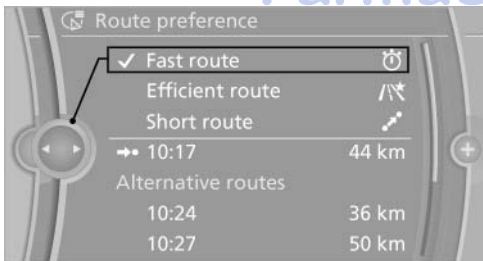 Route preference
✓ Fast route
Efficient route
Short route
10:17 44 km
Alternative routes
10:24 36 km
10:27 50 km